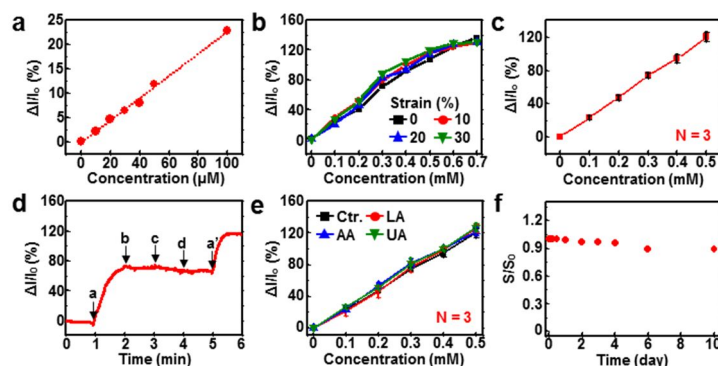 a
ΔI/I₀ (%)
25
20
15
10
5
0
0 20 40 60 80 100
Concentration (µM)
b
ΔI/I₀ (%)
160
120
80
40
0
Strain (%)
0 10
20 30
0 0.1 0.2 0.3 0.4 0.5 0.6 0.7
Concentration (mM)
c
ΔI/I₀ (%)
120
80
40
0
N = 3
0 0.1 0.2 0.3 0.4 0.5
Concentration (mM)
d
ΔI/I₀ (%)
160
120
80
40
0
a b c d a'
0 1 2 3 4 5 6
Time (min)
e
ΔI/I₀ (%)
160
120
80
40
0
Ctr. LA
AA UA
N = 3
0 0.1 0.2 0.3 0.4 0.5
Concentration (mM)
f
S/S₀
1.2
0.9
0.6
0.3
0
0 2 4 6 8 10
Time (day)